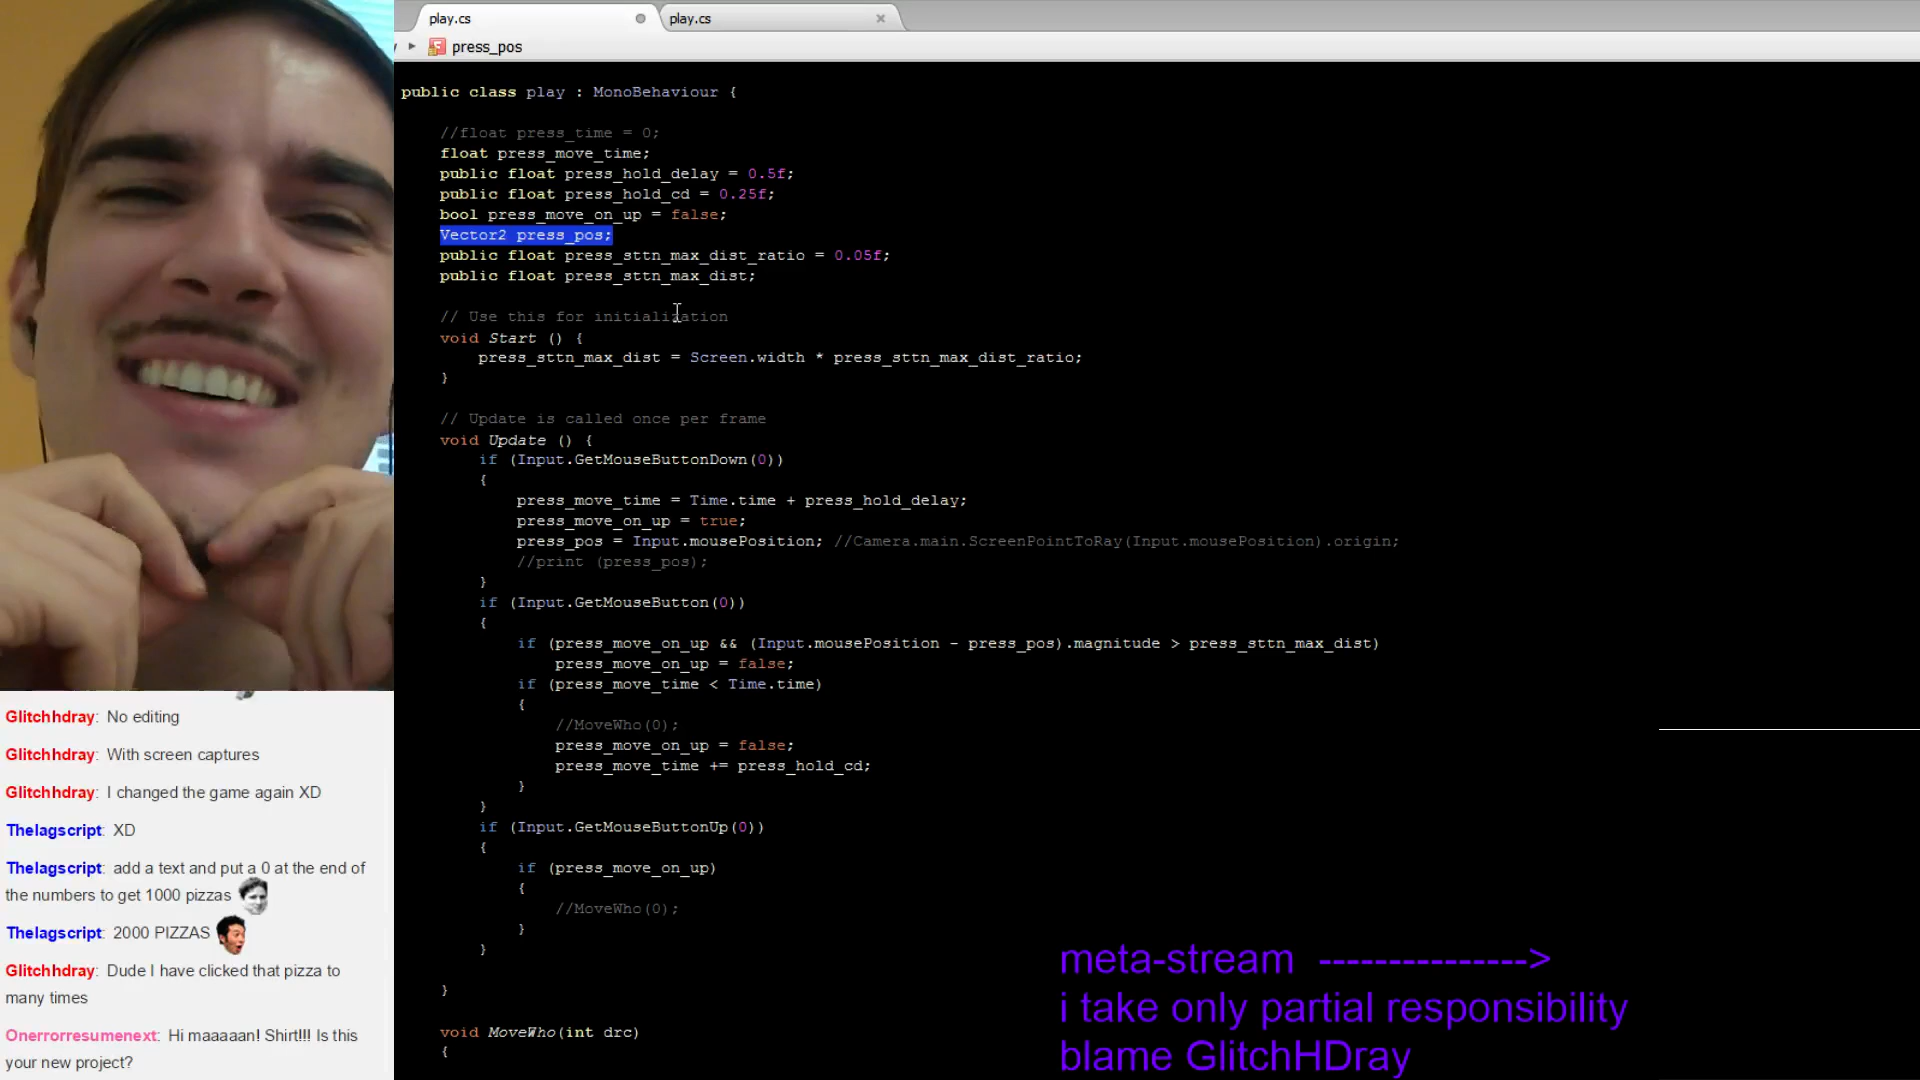 play.cs
play.cs
press_pos
public class play : MonoBehaviour {
//float press_time = 0;
float press_move_time;
public float press_hold_delay = 0.5f;
public float press_hold_cd = 0.25f;
bool press_move_on_up = false;
Vector2 press_pos;
public float press_sttn_max_dist_ratio = 0.05f;
public float press_sttn_max_dist;
// Use this for initialization
void Start () {
press_sttn_max_dist = Screen.width * press_sttn_max_dist_ratio;
}
// Update is called once per frame
void Update () {
if (Input.GetMouseButtonDown(0))
{
press_move_time = Time.time + press_hold_delay;
press_move_on_up = true;
press_pos = Input.mousePosition; //Camera.main.ScreenPointToRay(Input.mousePosition).origin;
//print (press_pos);
}
if (Input.GetMouseButton(0))
{
if (press_move_on_up && (Input.mousePosition - press_pos).magnitude > press_sttn_max_dist)
press_move_on_up = false;
if (press_move_time < Time.time)
{
//MoveWho(0);
press_move_on_up = false;
press_move_time += press_hold_cd;
}
}
if (Input.GetMouseButtonUp(0))
{
if (press_move_on_up)
{
//MoveWho(0);
}
}
}
void MoveWho(int drc)
{
Glitchhdray: No editing
Glitchhdray: With screen captures
Glitchhdray: I changed the game again XD
Thelagscript: XD
Thelagscript: add a text and put a 0 at the end of
the numbers to get 1000 pizzas
Thelagscript: 2000 PIZZAS
Glitchhdray: Dude I have clicked that pizza to
many times
Onerrorresumenext: Hi maaaaan! Shirt!!! Is this
your new project?
meta-stream --------------->
i take only partial responsibility
blame GlitchHDray